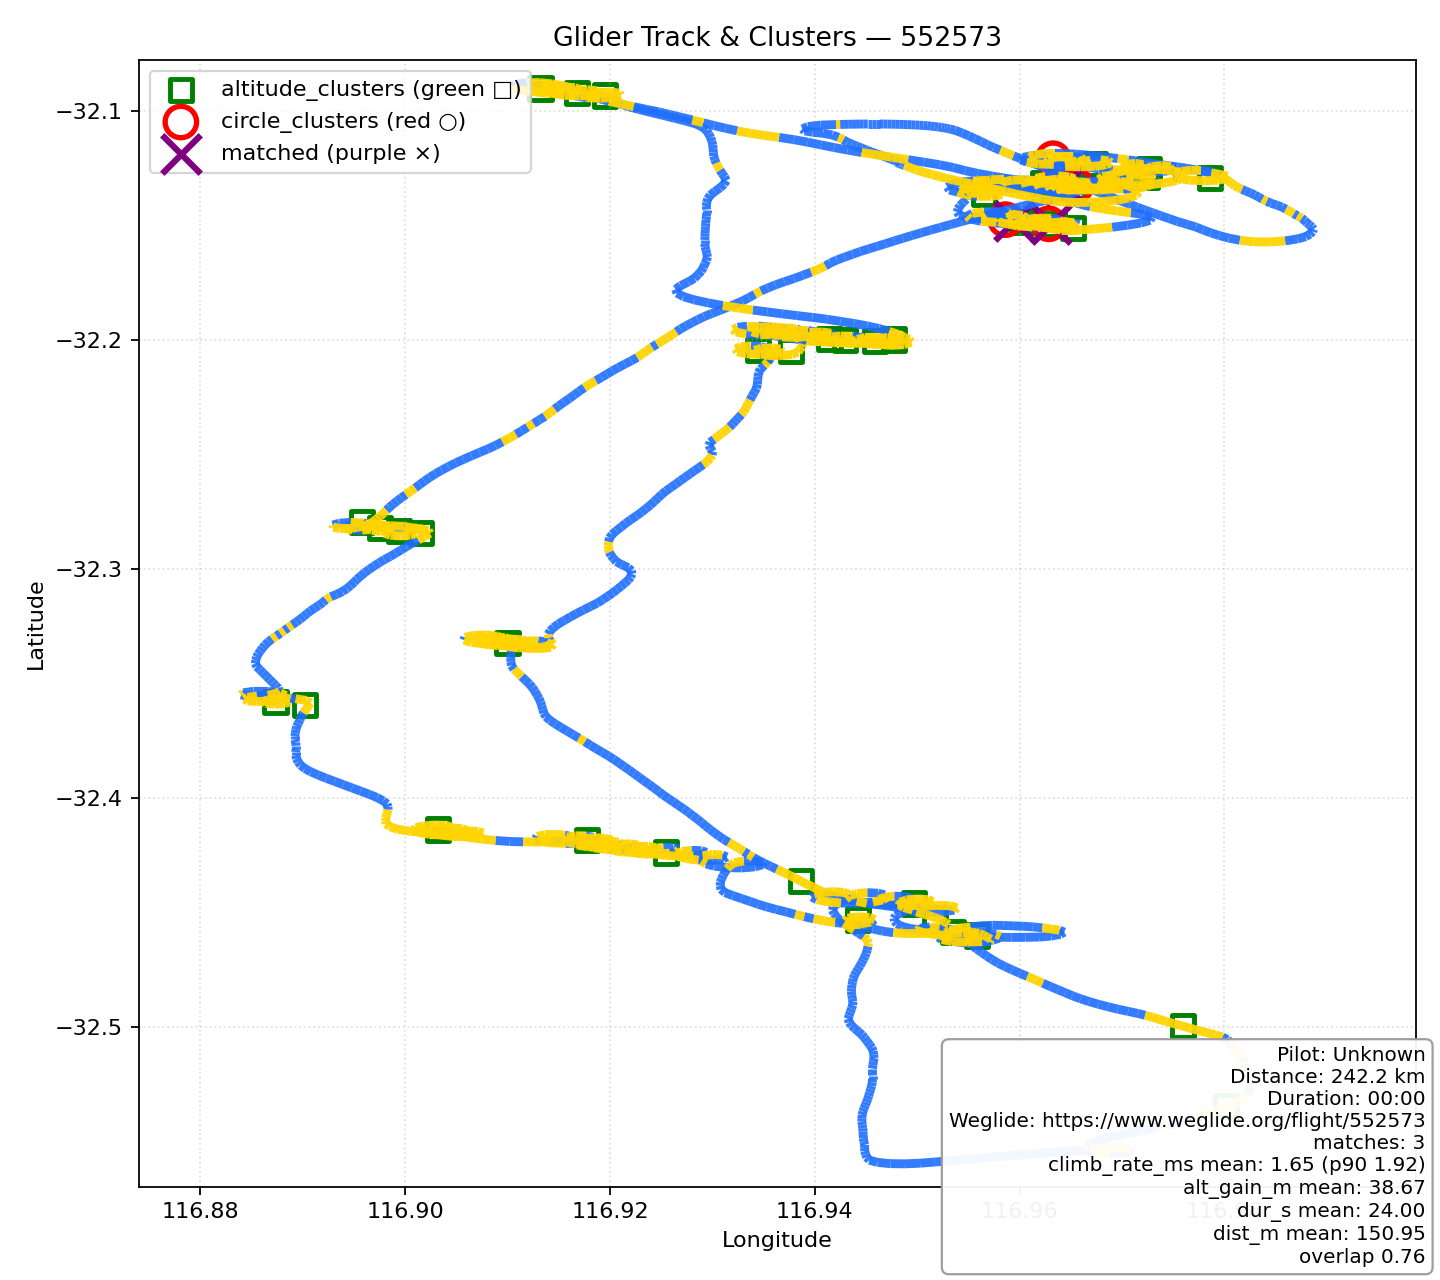 Glider Track & Clusters — 552573
altitude_clusters (green □)
circle_clusters (red ○)
matched (purple ×)
−32.1
−32.2
−32.3
−32.4
−32.5
Latitude
116.88
116.90
116.92
116.94
116.96
Longitude
Pilot: Unknown
Distance: 242.2 km
Duration: 00:00
Weglide: https://www.weglide.org/flight/552573
matches: 3
climb_rate_ms mean: 1.65 (p90 1.92)
alt_gain_m mean: 38.67
dur_s mean: 24.00
dist_m mean: 150.95
overlap 0.76